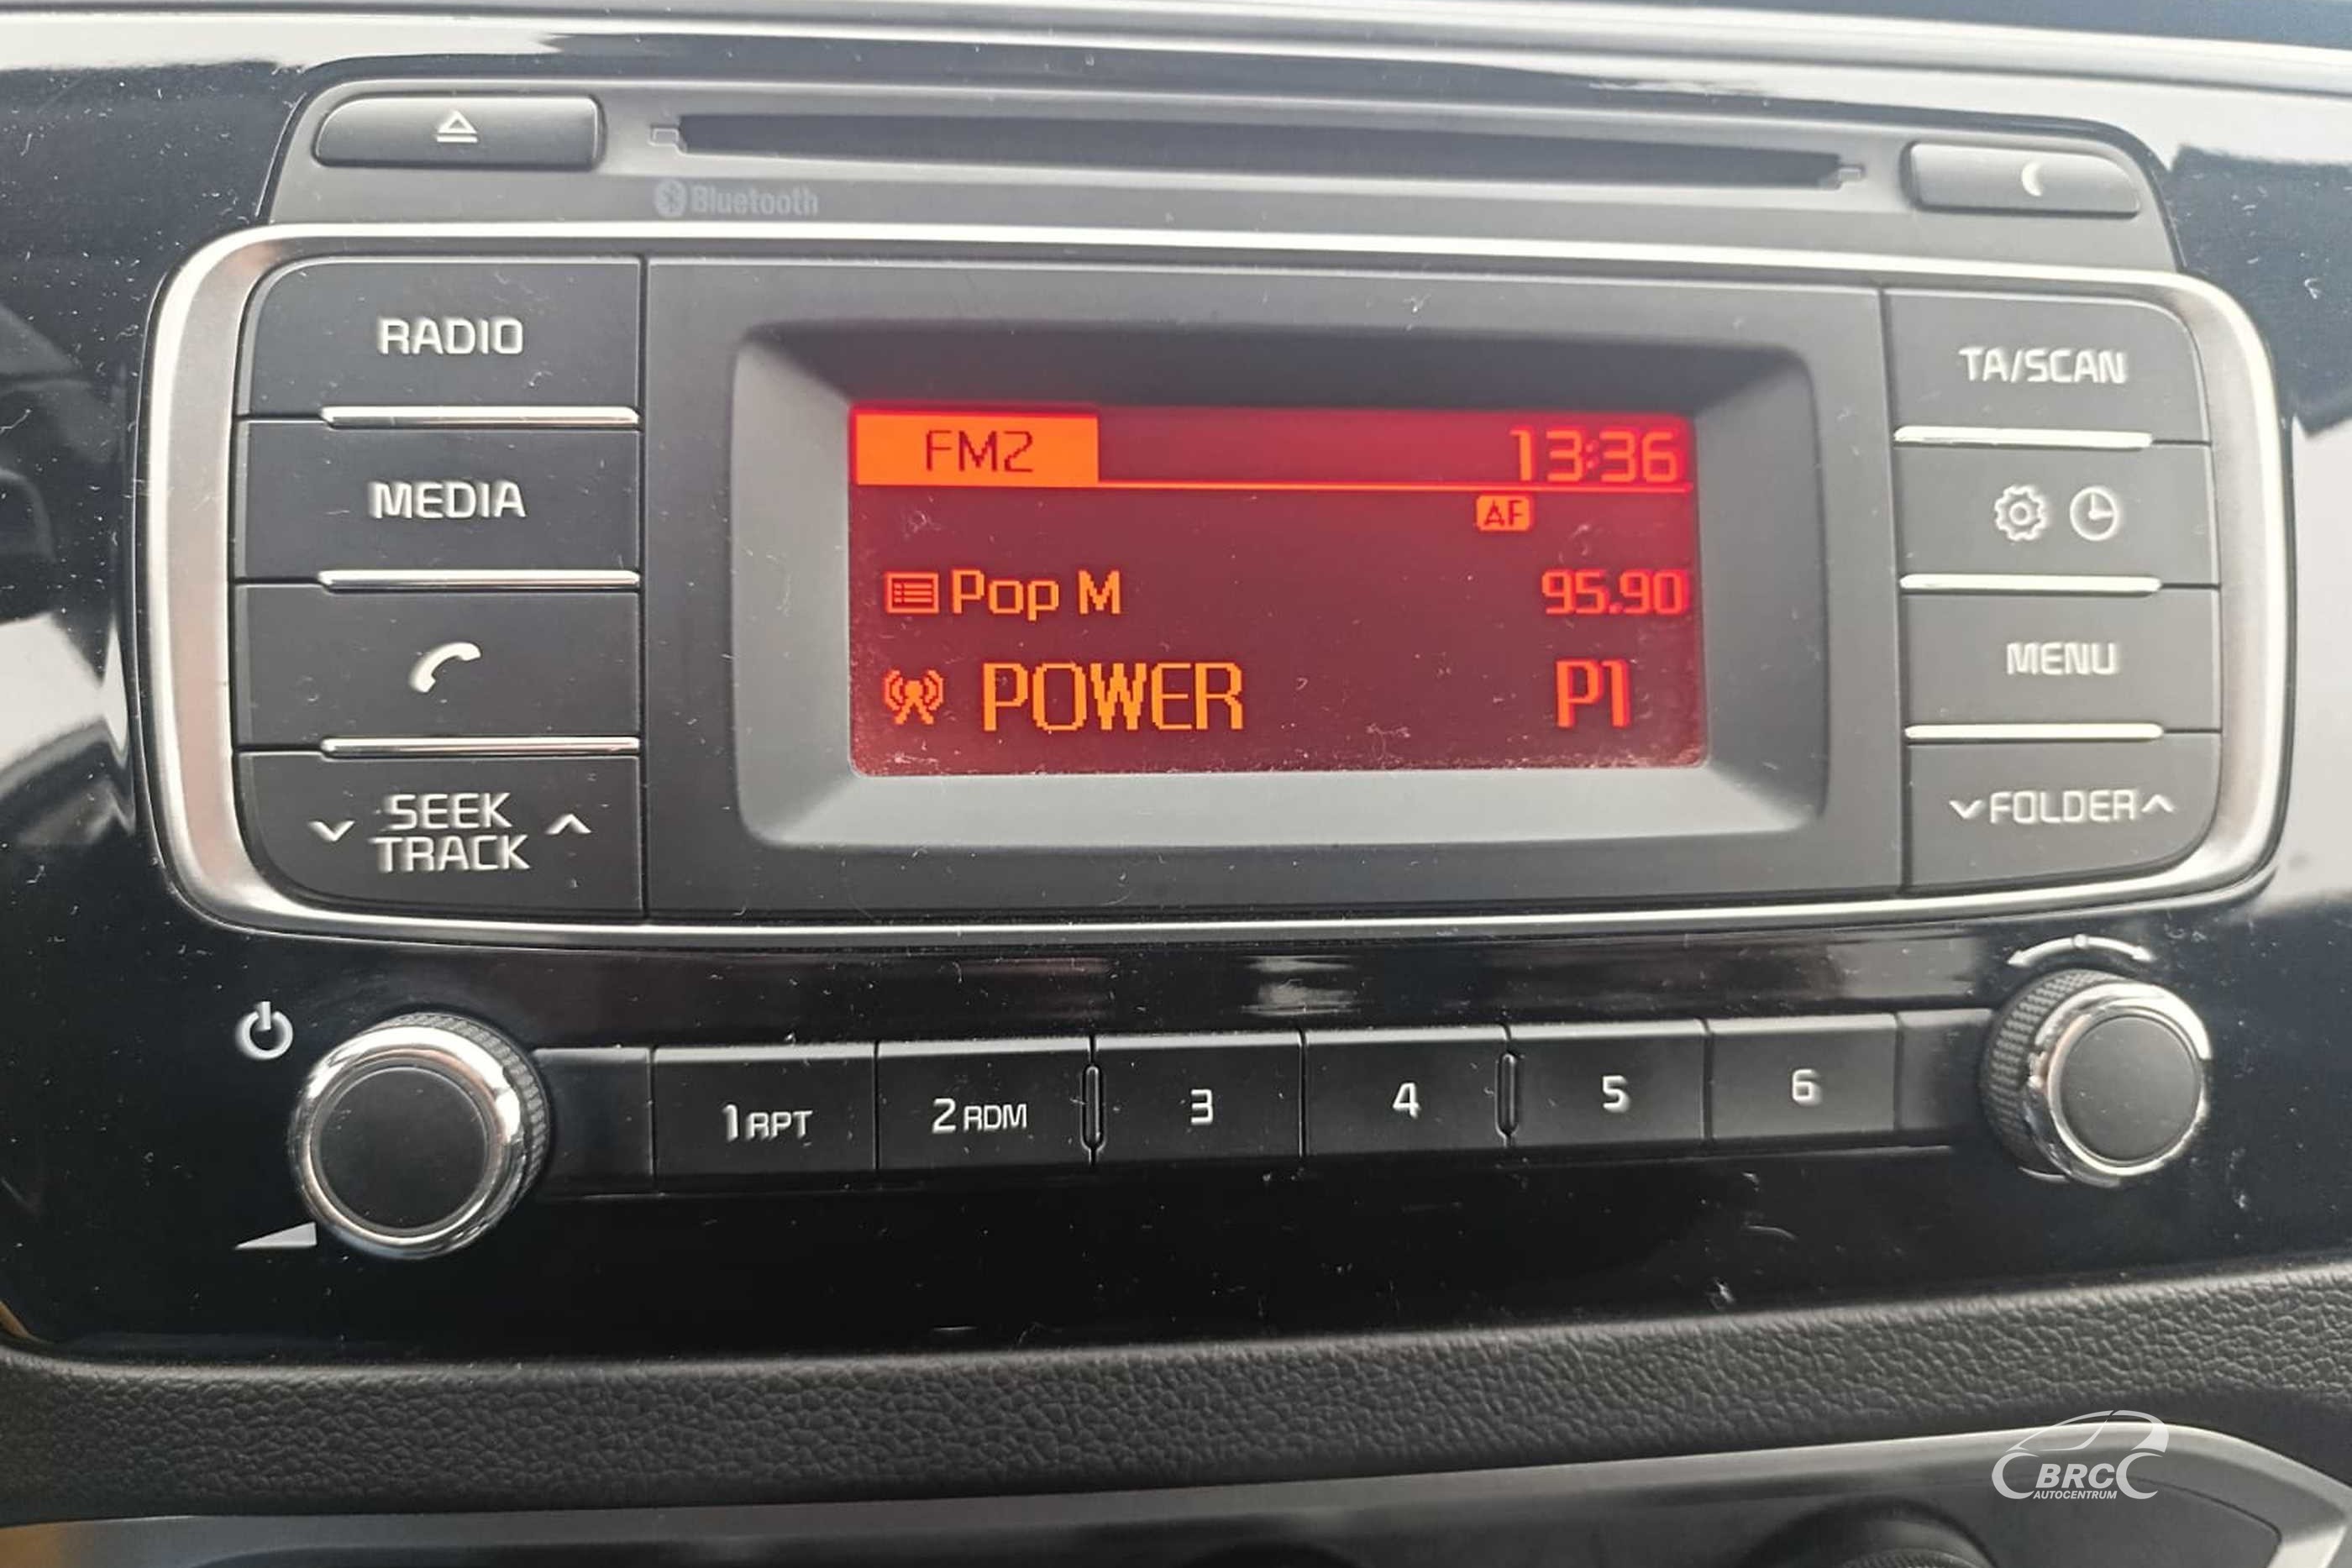 Bluetooth
RADIO
MEDIA
SEEK
TRACK
FM2 13:36
AF
Pop M 95.90
POWER P1
TA/SCAN
MENU
FOLDER
1 RPT 2 RDM 3 4 5 6
BRC
AUTOCENTRUM